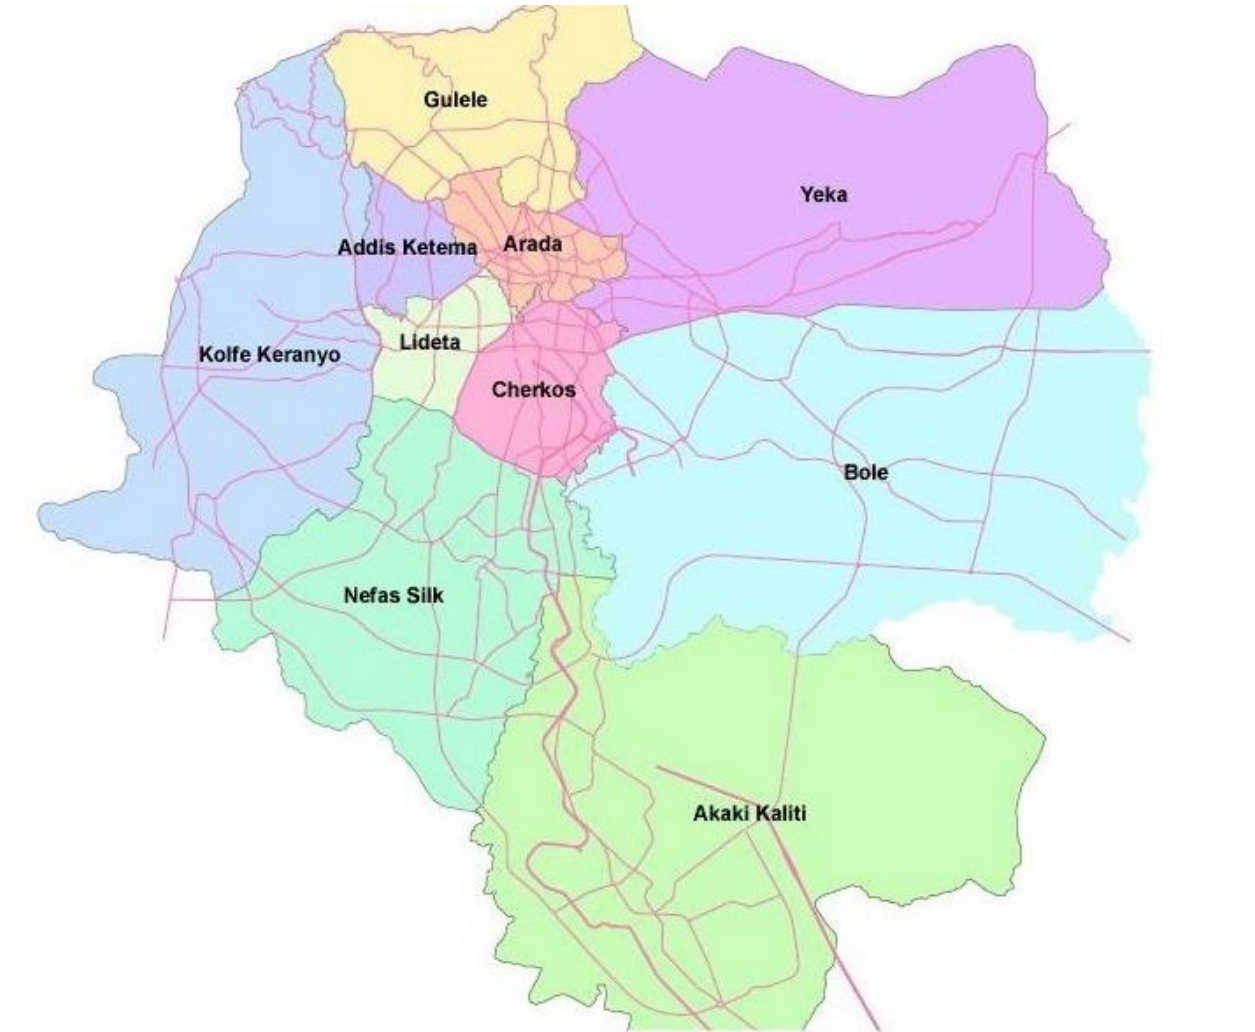 Gulele
Yeka
Addis Ketema
Arada
Lideta
Kolfe Keranyo
Cherkos
Bole
Nefas Silk
Akaki Kaliti